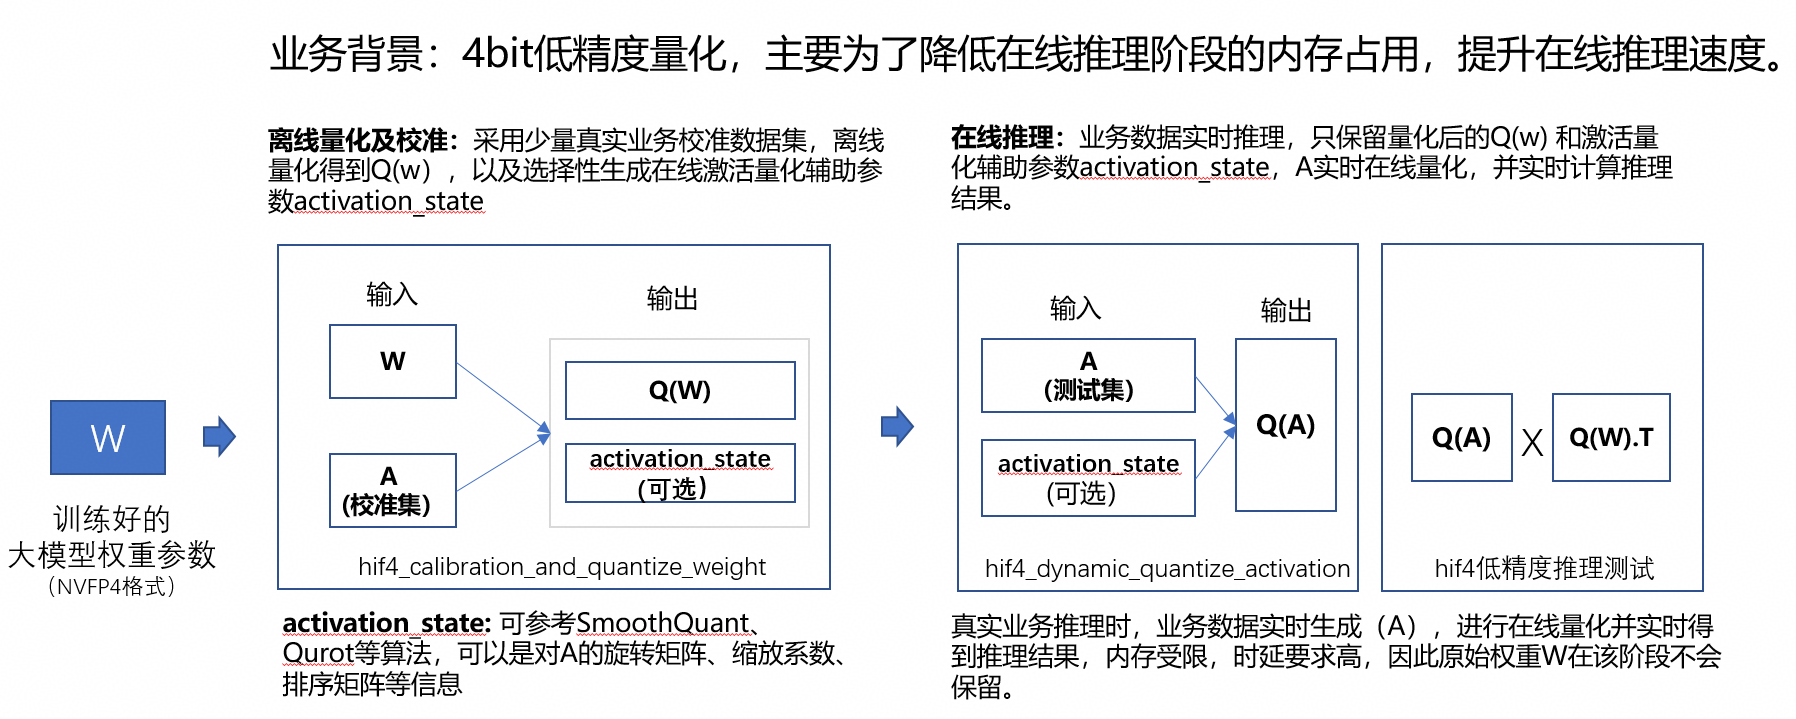 业务背景：4bit低精度量化，主要为了降低在线推理阶段的内存占用，提升在线推理速度。
离线量化及校准：采用少量真实业务校准数据集，离线
量化得到Q(w），以及选择性生成在线激活量化辅助参
数activation_state
在线推理：业务数据实时推理，只保留量化后的Q(w) 和激活量
化辅助参数activation_state，A实时在线量化，并实时计算推理
结果。
W
训练好的
大模型权重参数
（NVFP4格式）
输入
输出
W
A
(校准集)
Q(W)
activation_state
(可选)
hif4_calibration_and_quantize_weight
activation_state: 可参考SmoothQuant、
Qurot等算法，可以是对A的旋转矩阵、缩放系数、
排序矩阵等信息
输入
输出
A
(测试集)
activation_state
(可选）
Q(A)
hif4_dynamic_quantize_activation
Q(A) X Q(W).T
hif4低精度推理测试
真实业务推理时，业务数据实时生成（A），进行在线量化并实时得
到推理结果，内存受限，时延要求高，因此原始权重W在该阶段不会
保留。